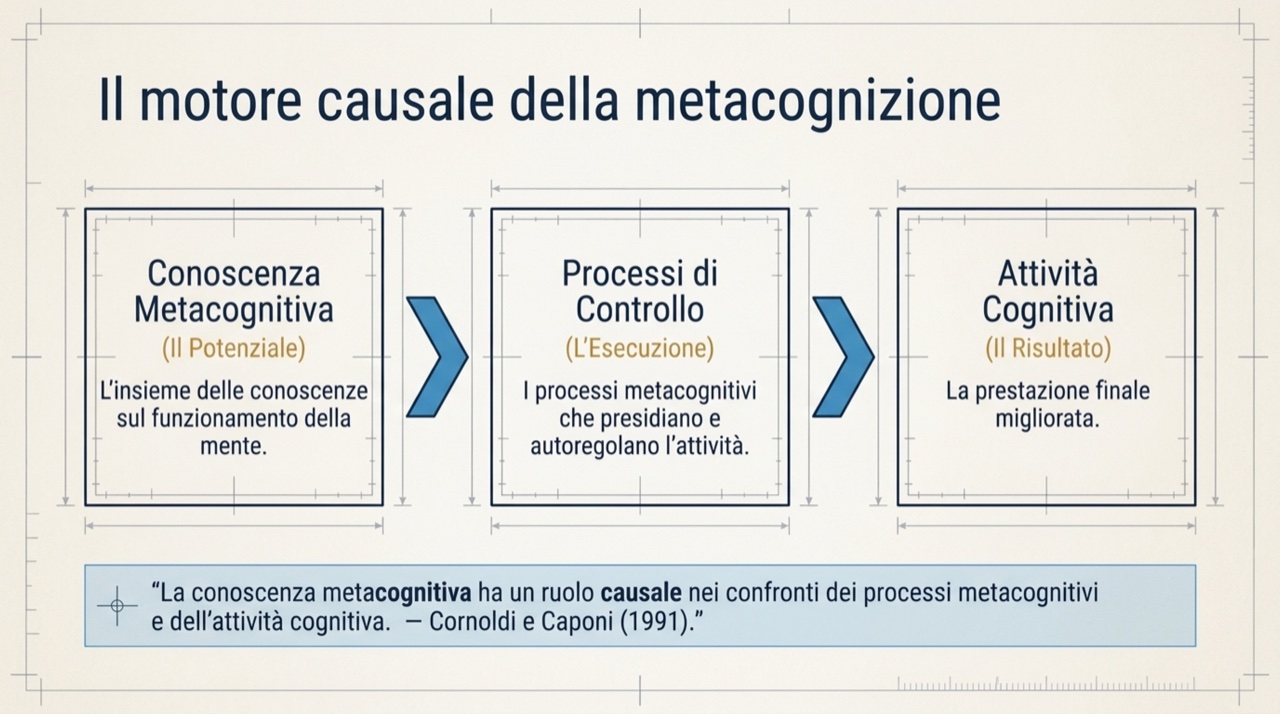 Il motore causale della metacognizione
Conoscenza
Metacognitiva
(Il Potenziale)
L'insieme delle conoscenze
sul funzionamento della
mente.
Processi di
Controllo
(L'Esecuzione)
I processi metacognitivi
che presidiano e
autoregolano l'attività.
Attività
Cognitiva
(Il Risultato)
La prestazione finale
migliorata.
“La conoscenza metacognitiva ha un ruolo causale nei confronti dei processi metacognitivi
e dell'attività cognitiva. — Cornoldi e Caponi (1991).”